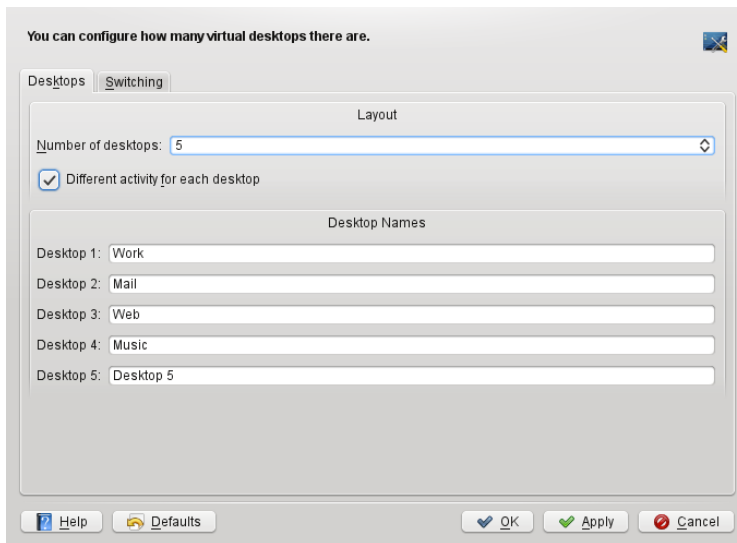 You can configure how many virtual desktops there are.
Desktops Switching
Layout
Number of desktops: 5
Different activity for each desktop
Desktop Names
Desktop 1: Work
Desktop 2: Mail
Desktop 3: Web
Desktop 4: Music
Desktop 5: Desktop 5
Help Defaults OK Apply Cancel